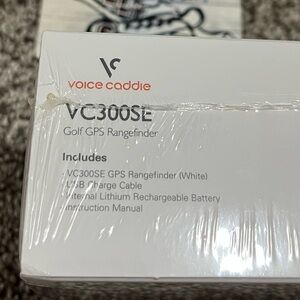 voice caddie
VC300SE
Golf GPS Rangefinder
Includes
- VC300SE GPS Rangefinder (White)
- USB Charge Cable
- Internal Lithium Rechargeable Battery
- Instruction Manual